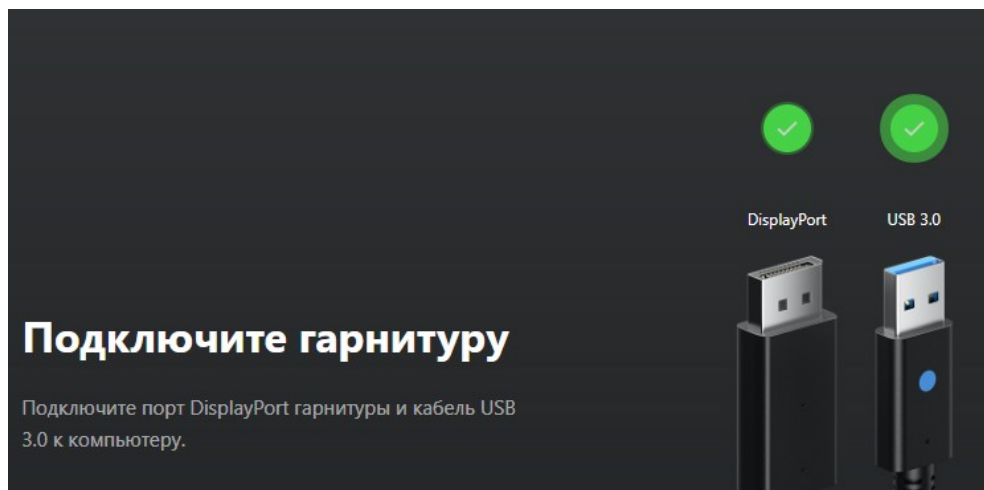 DisplayPort USB 3.0
Подключите гарнитуру
Подключите порт DisplayPort гарнитуры и кабель USB
3.0 к компьютеру.